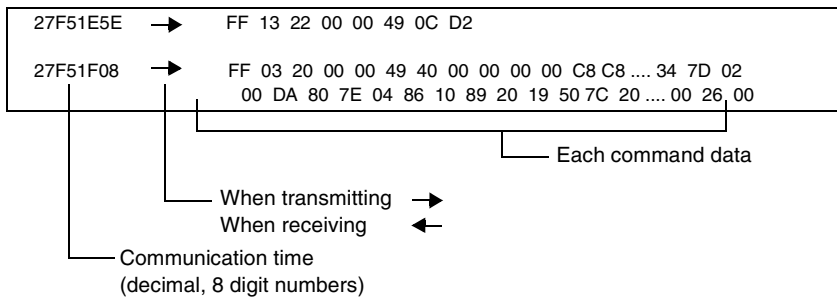 27F51E5E → FF 13 22 00 00 49 0C D2
27F51F08 → FF 03 20 00 00 49 40 00 00 00 00 C8 C8 .... 34 7D 02
00 DA 80 7E 04 86 10 89 20 19 50 7C 20 .... 00 26 00
Each command data
When transmitting →
When receiving ←
Communication time
(decimal, 8 digit numbers)